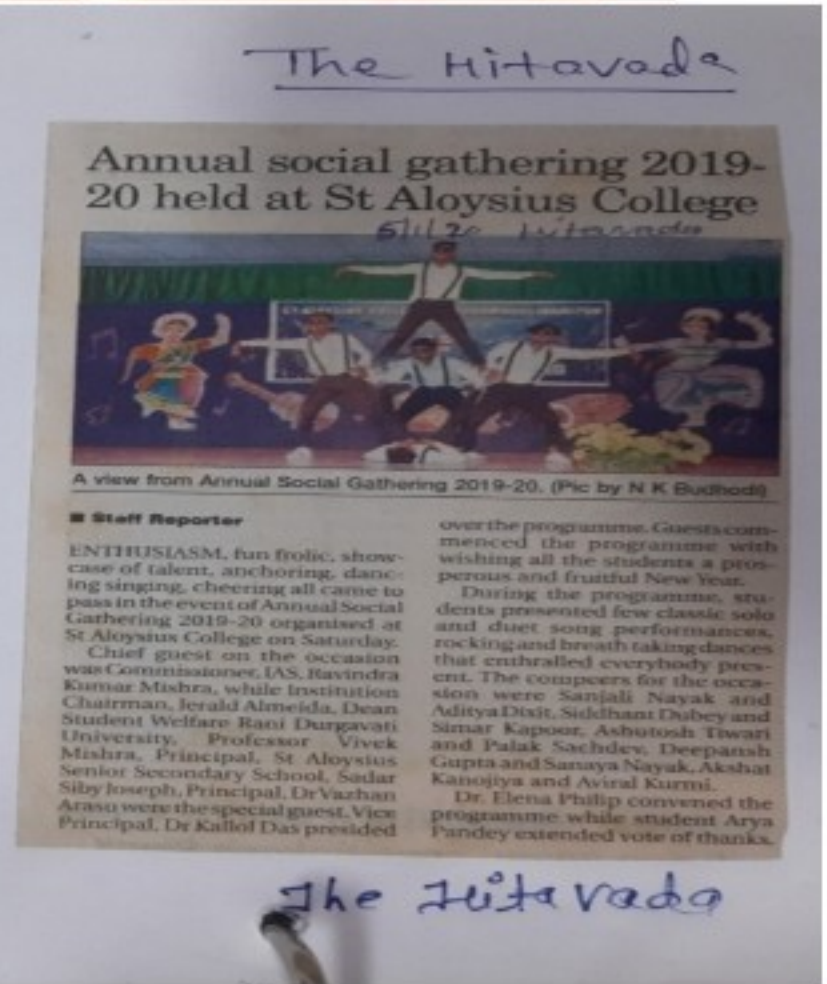 The Hitavada
Annual social gathering 2019-
20 held at St Aloysius College
5/1/20 Hitavada
A view from Annual Social Gathering 2019-20. (Pic by N K Budhodi)
■ Staff Reporter
ENTHUSIASM, fun frolic, show-
case of talent, anchoring, danc-
ing singing, cheering all came to
pass in the event of Annual Social
Gathering 2019-20 organised at
St Aloysius College on Saturday.
Chief guest on the occasion
was Commissioner, IAS, Ravindra
Kumar Mishra, while Institution
Chairman, Jerald Almeida, Dean
Student Welfare Rani Durgavati
University, Professor Vivek
Mishra, Principal, St Aloysius
Senior Secondary School, Sadar
Siby Joseph, Principal, Dr Vazhan
Arasu were the special guest. Vice
Principal, Dr Kallol Das presided
over the programme. Guests com-
menced the programme with
wishing all the students a pros-
perous and fruitful New Year.
During the programme, stu-
dents presented few classic solo
and duet song performances,
rocking and breath taking dances
that enthralled everybody pres-
ent. The compeers for the occa-
sion were Sanjali Nayak and
Aditya Dixit, Siddhant Dubey and
Simar Kapoor, Ashutosh Tiwari
and Palak Sachdev, Deepansh
Gupta and Sanaya Nayak, Akshat
Kanojiya and Aviral Kurmi.
Dr. Elena Philip convened the
programme while student Arya
Pandey extended vote of thanks.
The Hitavada